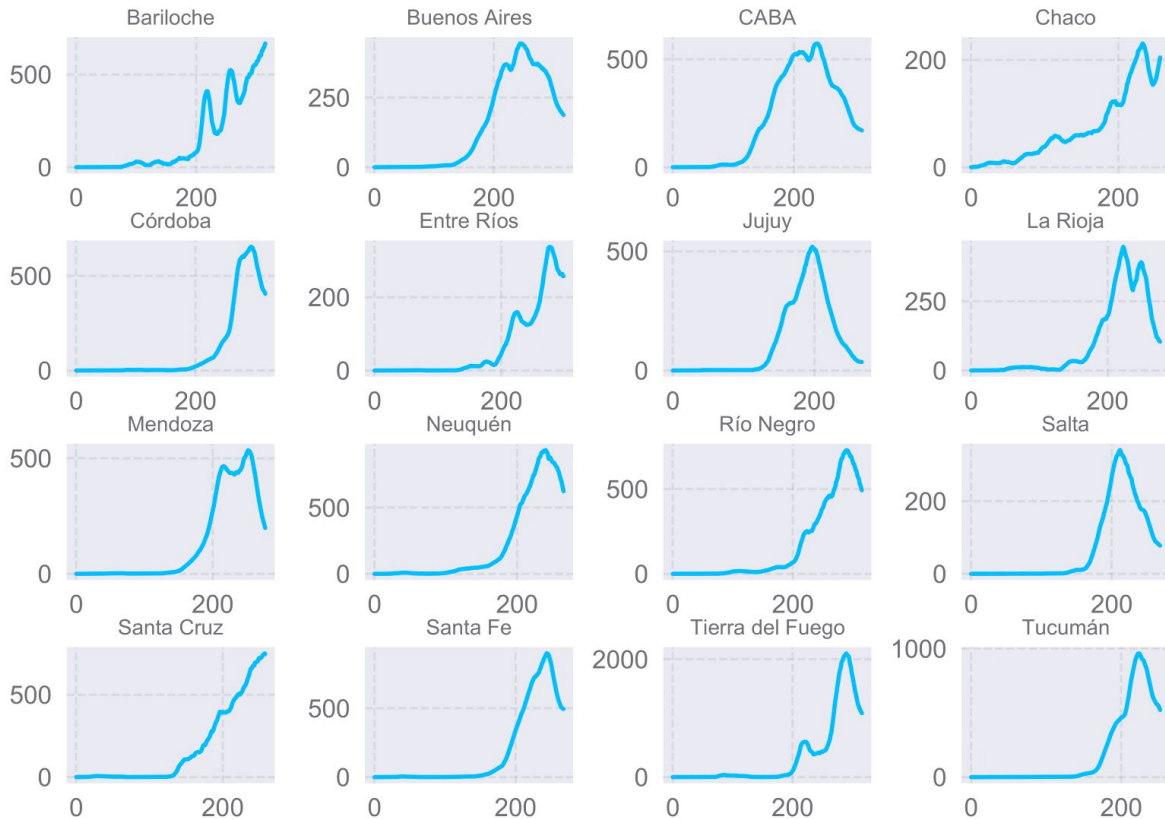 Bariloche Buenos Aires CABA Chaco
500 250 500 200
0 0 0 0
0 200 0 200 0 200 0 200
Córdoba Entre Ríos Jujuy La Rioja
500 200 500 250
0 0 0 0
0 200 0 200 0 200 0 200
Mendoza Neuquén Río Negro Salta
500 500 500 200
0 0 0 0
0 200 0 200 0 200 0 200
Santa Cruz Santa Fe Tierra del Fuego Tucumán
500 500 2000 1000
0 0 0 0
0 200 0 200 0 200 0 200